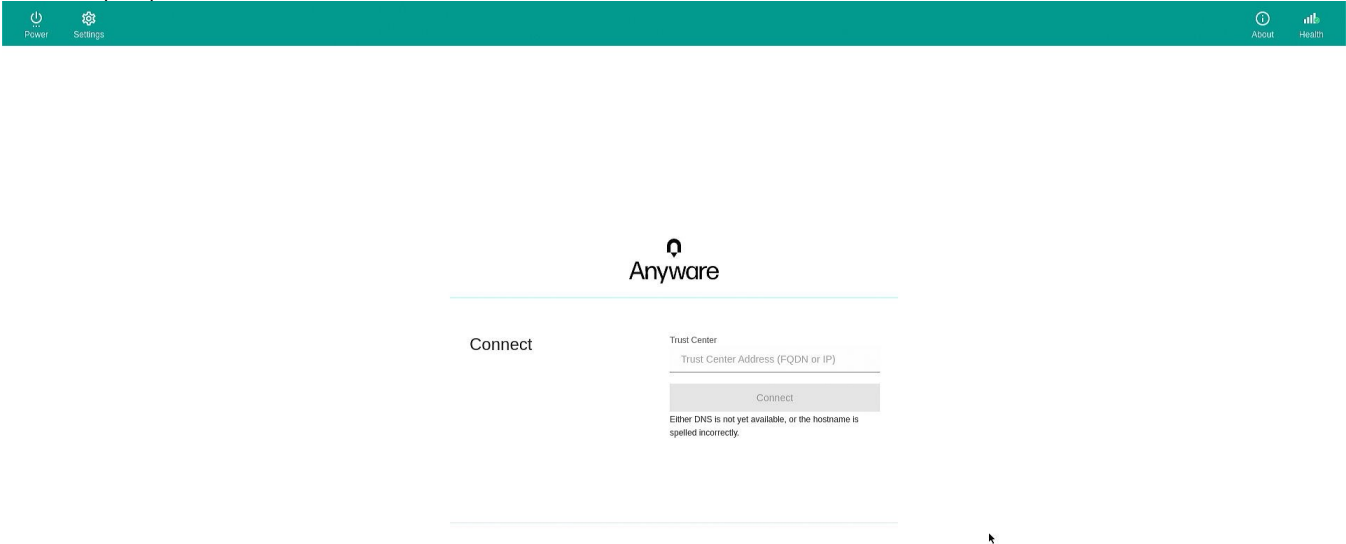 Power
Settings
About
Health
Anyware
Connect
Trust Center
Trust Center Address (FQDN or IP)
Connect
Either DNS is not yet available, or the hostname is
spelled incorrectly.